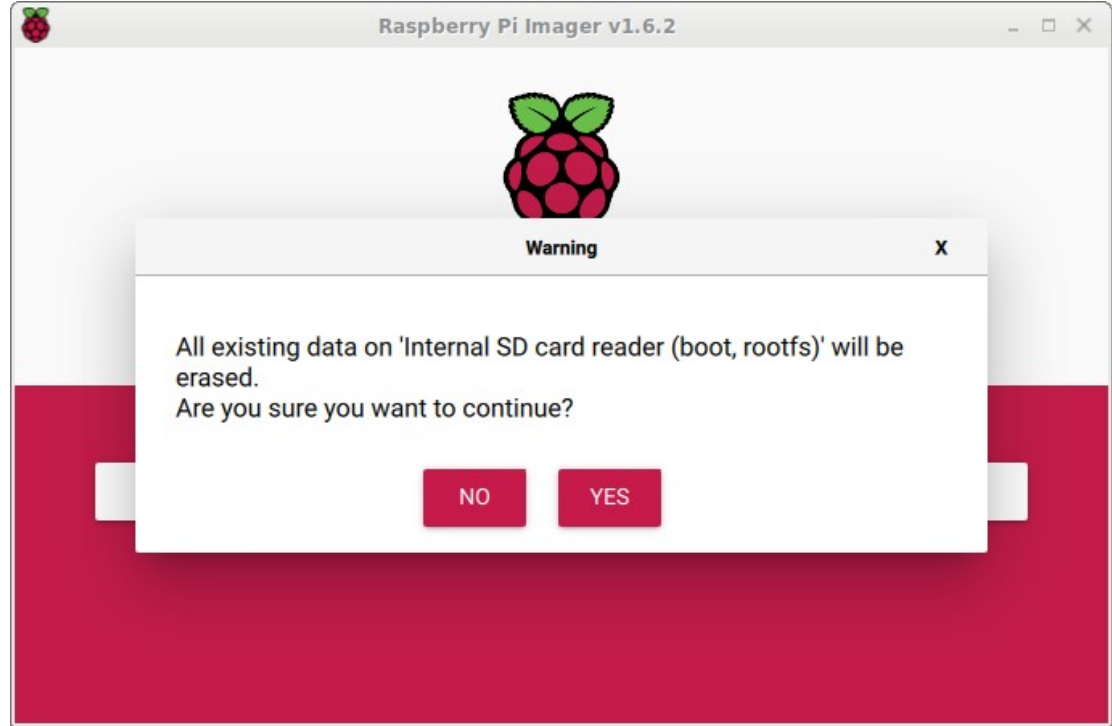 Raspberry Pi Imager v1.6.2
Warning X
All existing data on 'Internal SD card reader (boot, rootfs)' will be
erased.
Are you sure you want to continue?
NO YES